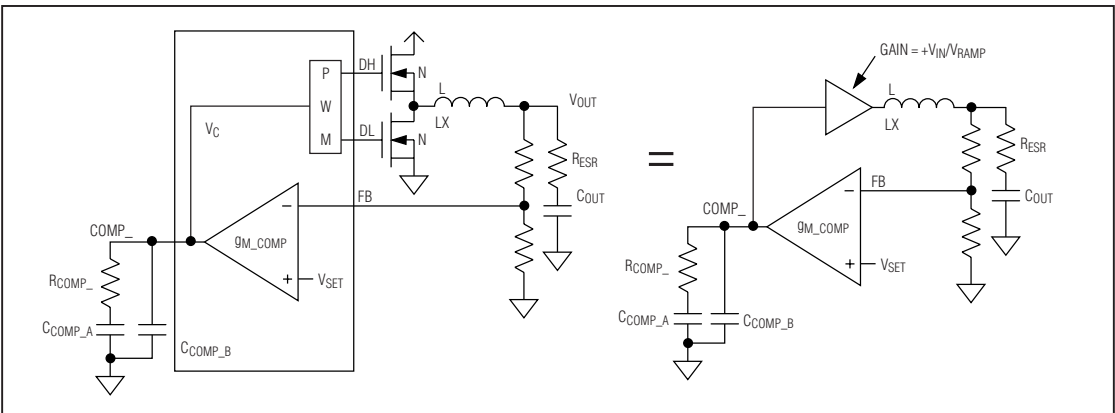 P
W
M
DH
DL
N
N
L
LX
VOUT
VC
RESR
COUT
FB
COMP_
gM_COMP
VSET
RCOMP_
CCOMP_A
CCOMP_B
=
GAIN = +VIN/VRAMP
L
LX
RESR
COUT
FB
COMP_
gM_COMP
VSET
RCOMP_
CCOMP_A
CCOMP_B